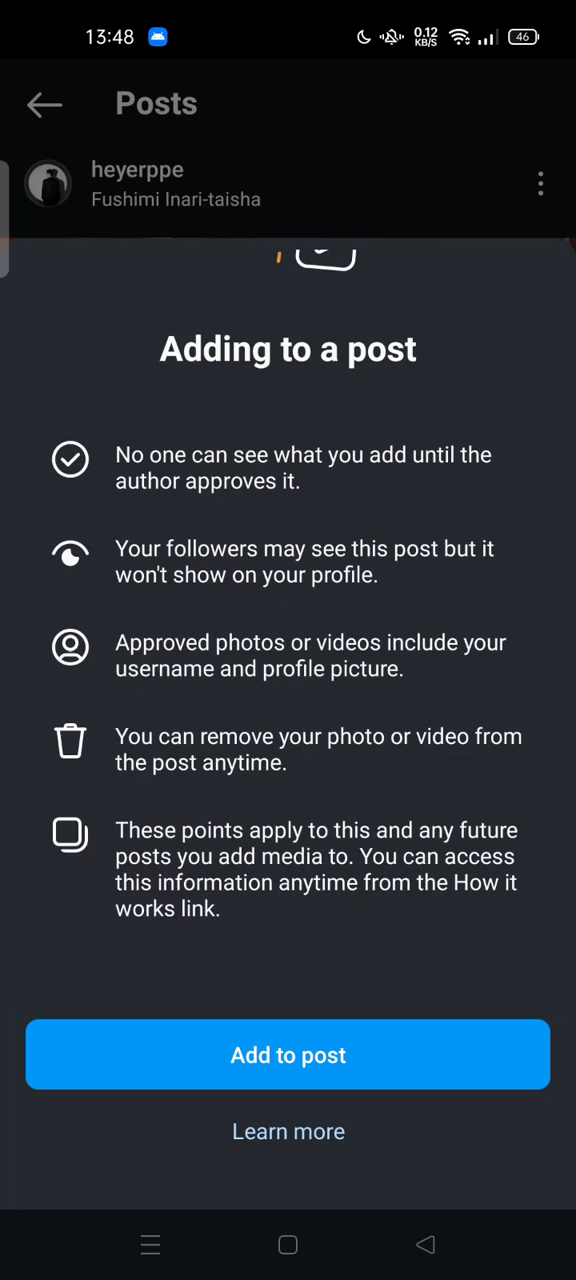 13:48
0.12
KB/S
46
Posts
heyerppe
Fushimi Inari-taisha
Adding to a post
No one can see what you add until the
author approves it.
Your followers may see this post but it
won't show on your profile.
Approved photos or videos include your
username and profile picture.
You can remove your photo or video from
the post anytime.
These points apply to this and any future
posts you add media to. You can access
this information anytime from the How it
works link.
Add to post
Learn more